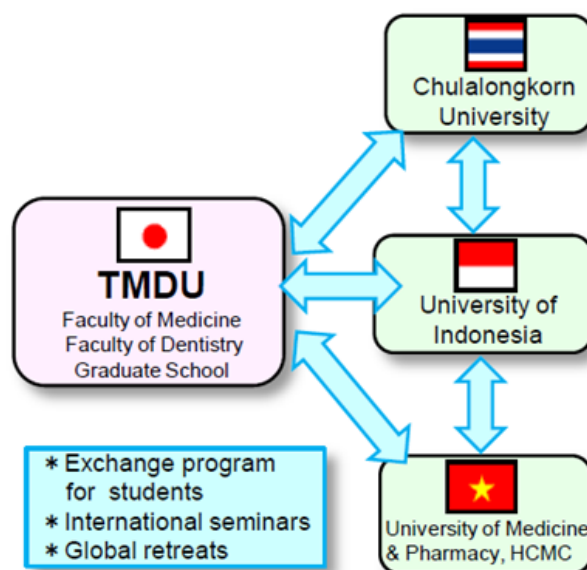 Chulalongkorn
University
TMDU
Faculty of Medicine
Faculty of Dentistry
Graduate School
University of
Indonesia
* Exchange program
for students
* International seminars
* Global retreats
University of Medicine
& Pharmacy, HCMC